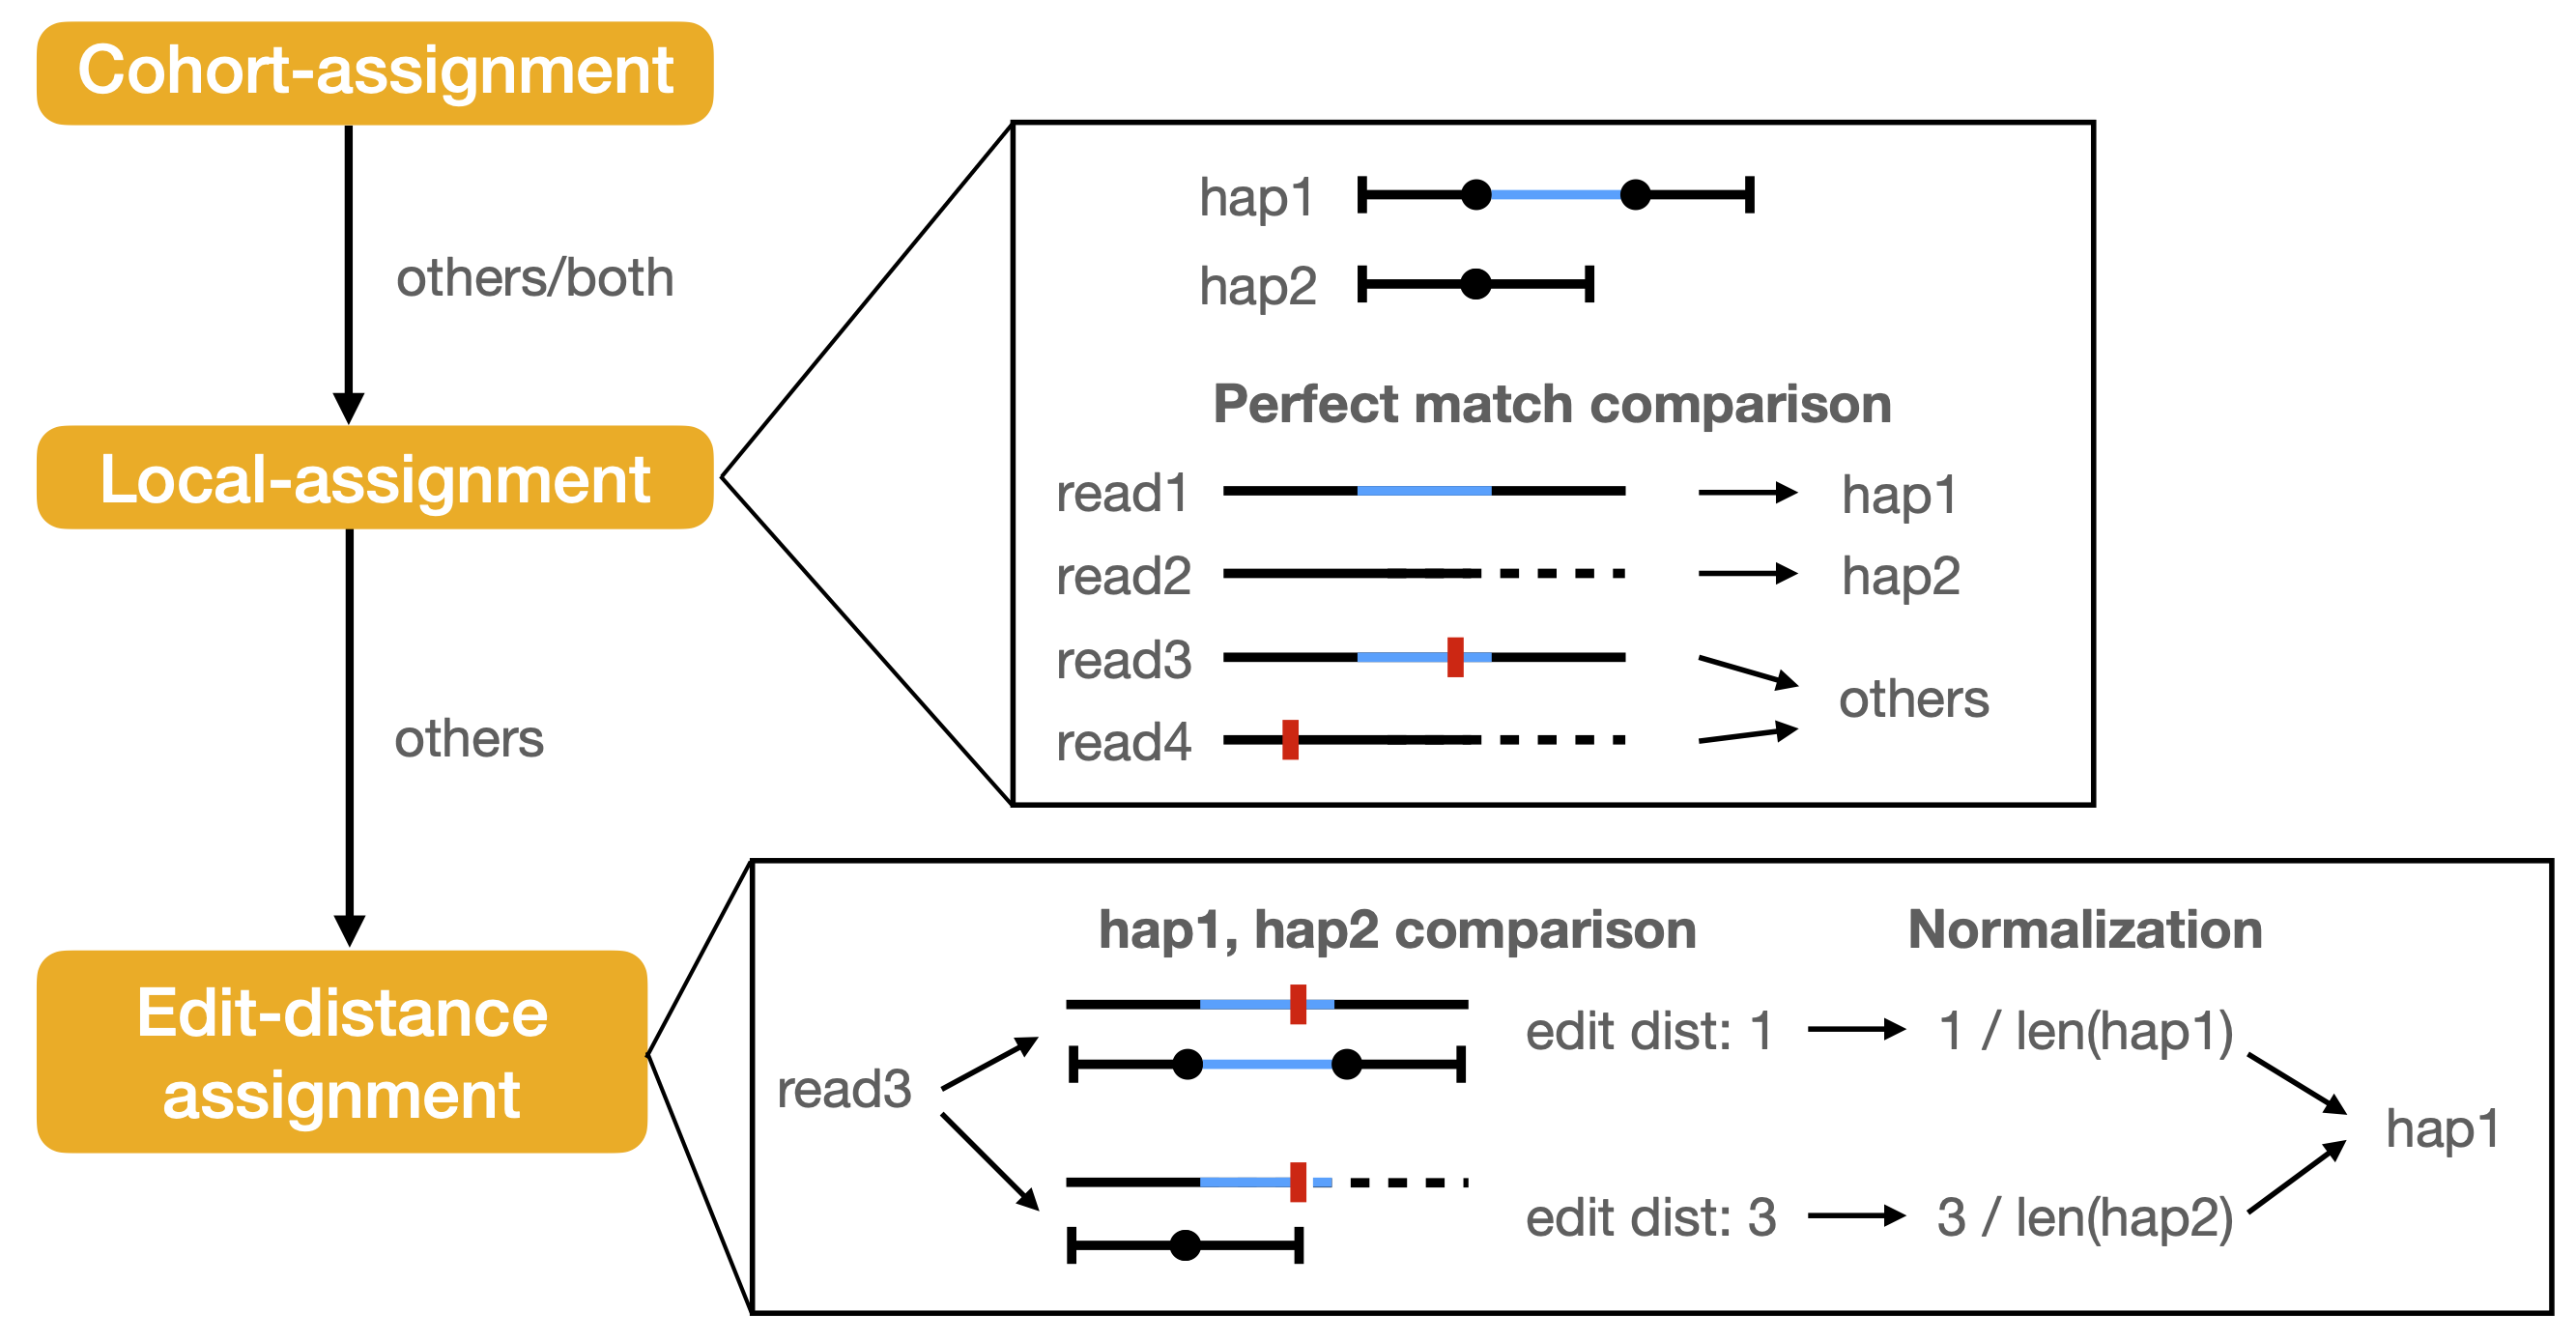 Cohort-assignment
others/both
Local-assignment
others
Edit-distance
assignment
hap1
hap2
Perfect match comparison
read1
hap1
read2
hap2
read3
others
read4
hap1, hap2 comparison
Normalization
read3
edit dist: 1
1 / len(hap1)
hap1
edit dist: 3
3 / len(hap2)